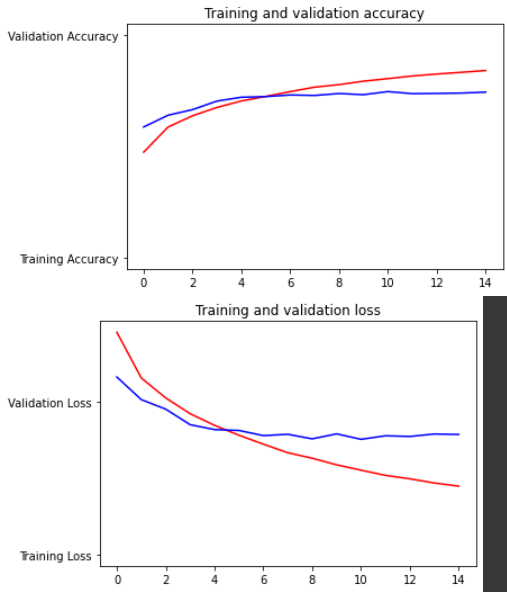 Training and validation accuracy
Validation Accuracy
Training Accuracy
0 2 4 6 8 10 12 14
Training and validation loss
Validation Loss
Training Loss
0 2 4 6 8 10 12 14